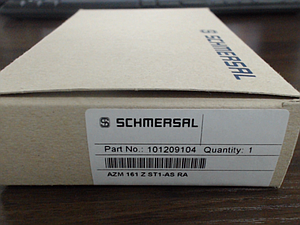 SCHMERSAL
SCHMERSAL
Part No.: 101209104 Quantity: 1
AZM 161 Z ST1-AS RA